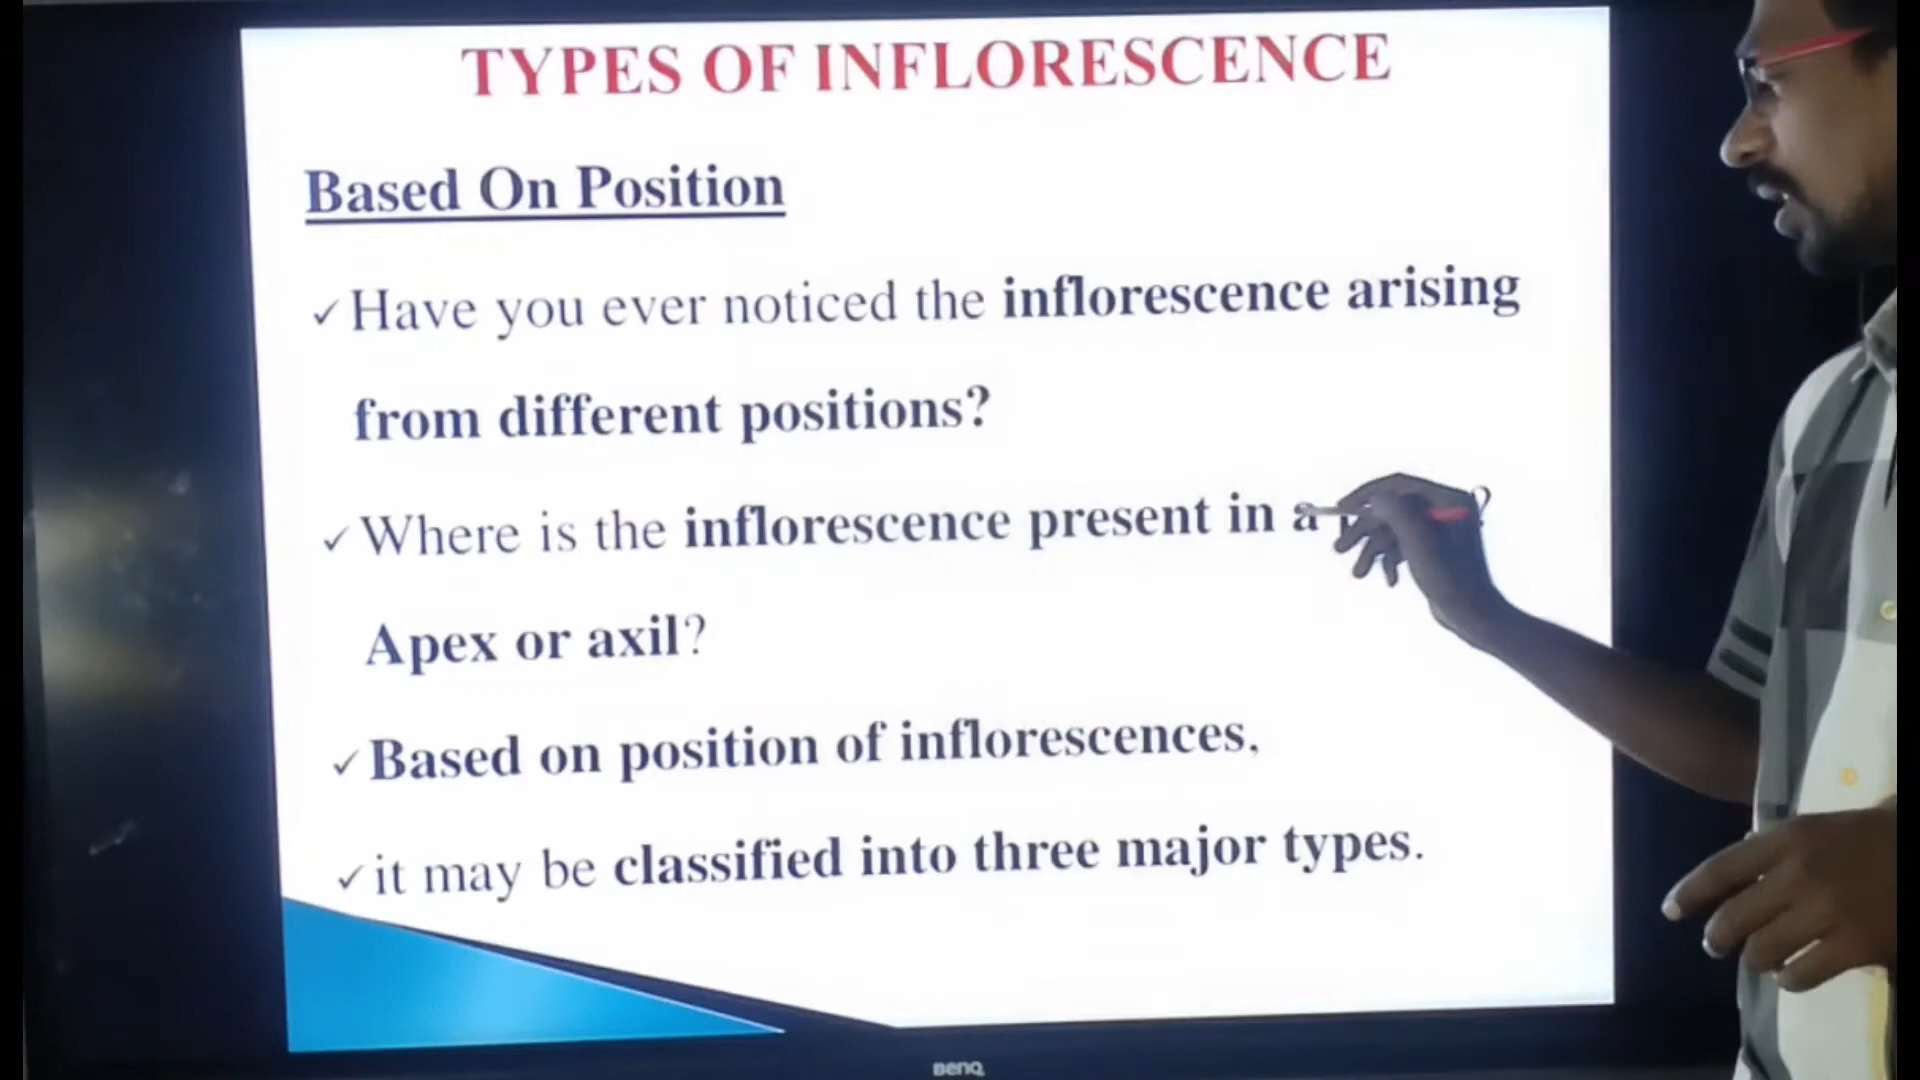 TYPES OF INFLORESCENCE
Based On Position
✓ Have you ever noticed the inflorescence arising
from different positions?
✓ Where is the inflorescence present in a ?
Apex or axil?
✓ Based on position of inflorescences,
✓ it may be classified into three major types.
BenQ